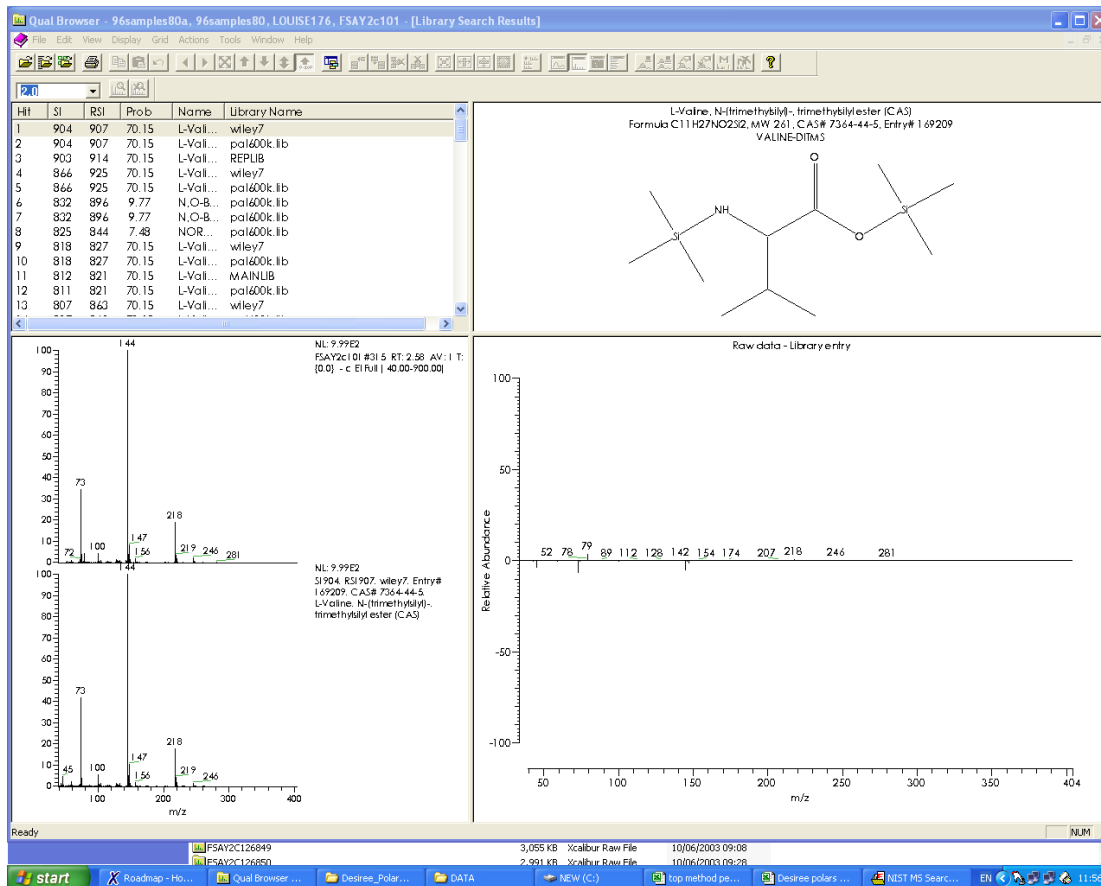 Qual Browser - 96samples80a, 96samples80, LOUISE176, FSAY2c101 - [Library Search Results]
File Edit View Display Grid Actions Tools Window Help
2.0
Hit SI RSI Prob Name Library Name
1 904 907 70.15 L-Vali... wiley7
2 904 907 70.15 L-Vali... pal600k.lib
3 903 914 70.15 L-Vali... REPLIB
4 866 925 70.15 L-Vali... wiley7
5 866 925 70.15 L-Vali... pal600k.lib
6 832 896 9.77 N,O-B... pal600k.lib
7 832 896 9.77 N,O-B... pal600k.lib
8 825 844 7.48 NOR... pal600k.lib
9 818 827 70.15 L-Vali... wiley7
10 818 827 70.15 L-Vali... pal600k.lib
11 812 821 70.15 L-Vali... MAINLIB
12 811 821 70.15 L-Vali... pal600k.lib
13 807 863 70.15 L-Vali... wiley7
L-Valine, N-(trimethylsilyl)-, trimethylsilyl ester (CAS)
Formula C11H27NO2Si2, MW 261, CAS# 7364-44-5, Entry# 169209
VALINE-DITMS
O
NH
Si
Si
O
NL: 9.99E2
FSAY2c101 #315 RT: 2.58 AV: 1 T:
{0,0} - c EI Full [ 40.00-900.00]
144
100
90
80
70
60
50
40
30
20
10
0
73
218
147
72
100
156
219
246
281
NL: 9.99E2
SI 904, RSI 907, wiley7, Entry#
169209, CAS# 7364-44-5,
L-Valine, N-(trimethylsilyl)-,
trimethylsilyl ester (CAS)
144
100
90
80
70
60
50
40
30
20
10
0
73
218
147
45
100
156
219
246
100 200 300 400
m/z
Raw data - Library entry
100
50
0
-50
-100
Relative Abundance
52 78 79 89 112 128 142 154 174 207 218 246 281
50 100 150 200 250 300 350 404
m/z
Ready
NUM
FSAY2C126849 3,055 KB Xcalibur Raw File 10/06/2003 09:08
FSAY2C126850 2,991 KB Xcalibur Raw File 10/06/2003 09:28
start Roadmap - Ho... Qual Browser ... Desiree_Polar... DATA NEW (C:) top method pe... Desiree polars ... NIST MS Searc... EN 11:56